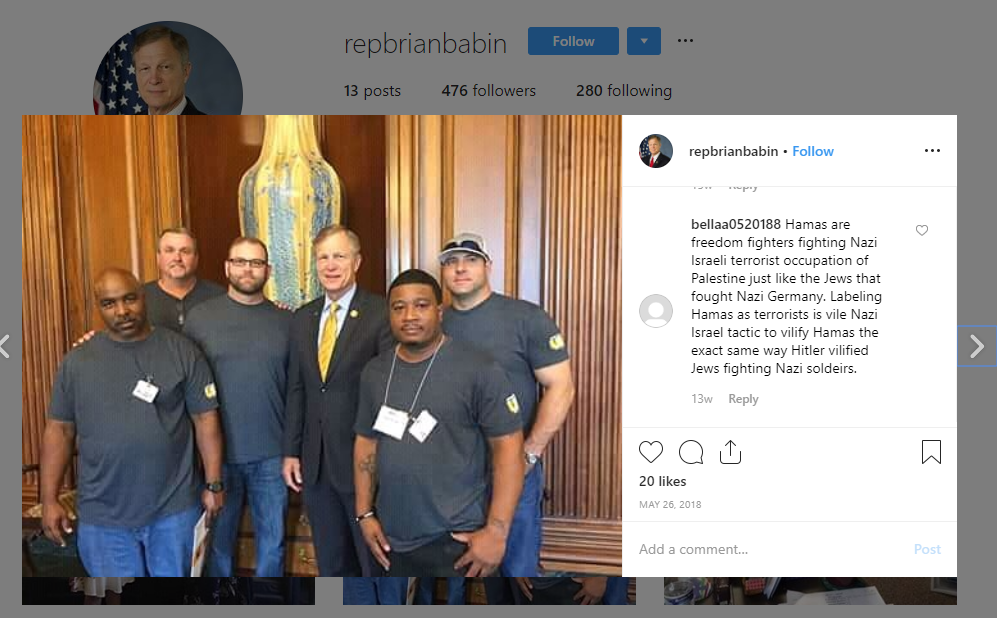 repbrianbabin Follow
13 posts 476 followers 280 following
repbrianbabin • Follow
13w Reply
bellaa0520188 Hamas are
freedom fighters fighting Nazi
Israeli terrorist occupation of
Palestine just like the Jews that
fought Nazi Germany. Labeling
Hamas as terrorists is vile Nazi
Israel tactic to vilify Hamas the
exact same way Hitler vilified
Jews fighting Nazi soldeirs.
13w Reply
20 likes
MAY 26, 2018
Add a comment... Post